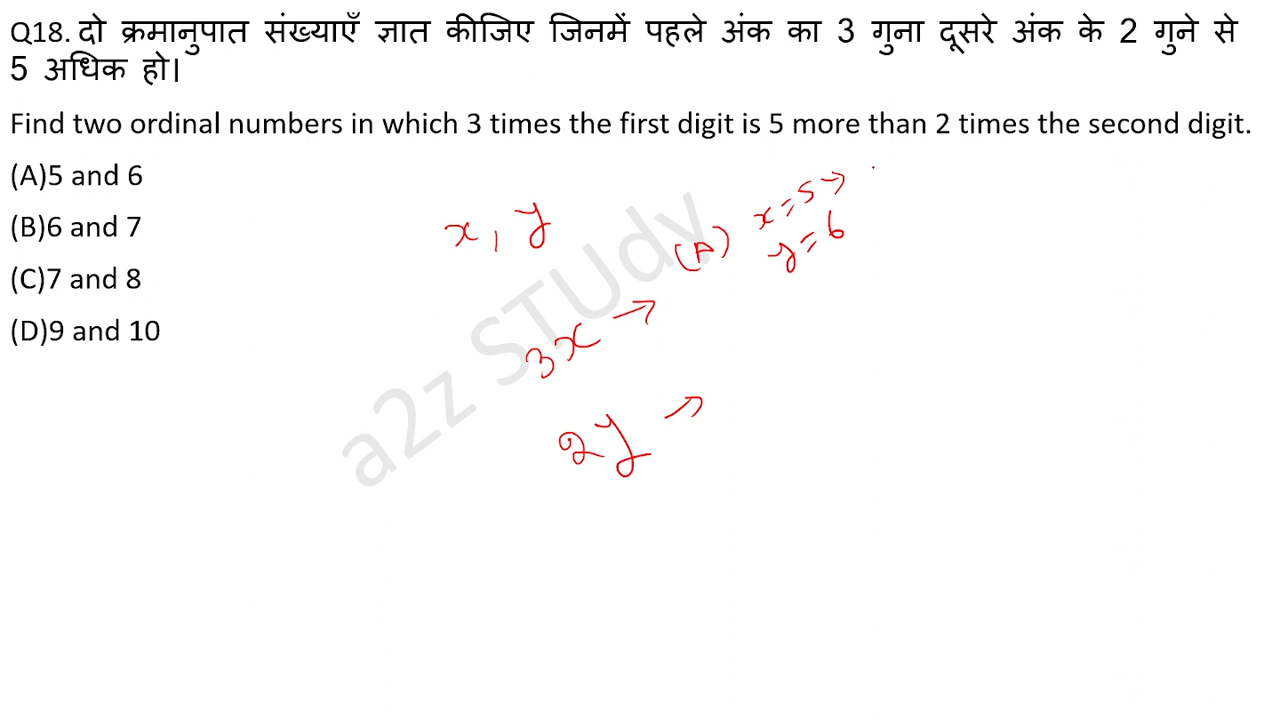 Q18. दो क्रमानुपात संख्याएँ ज्ञात कीजिए जिनमें पहले अंक का 3 गुना दूसरे अंक के 2 गुने से
5 अधिक हो।
Find two ordinal numbers in which 3 times the first digit is 5 more than 2 times the second digit.
(A)5 and 6
(B)6 and 7
(C)7 and 8
(D)9 and 10
x, y
(A) x=5→
y=6
3x →
2y →
a2z STUdy